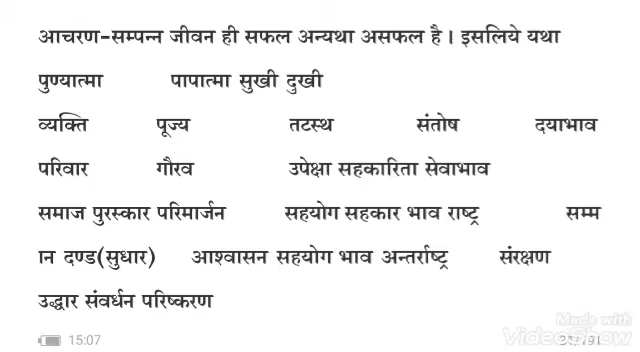 आचरण-सम्पन्न जीवन ही सफल अन्यथा असफल है। इसलिये यथा
पुण्यात्मा पापात्मा सुखी दुखी
व्यक्ति पूज्य तटस्थ संतोष दयाभाव
परिवार गौरव उपेक्षा सहकारिता सेवाभाव
समाज पुरस्कार परिमार्जन सहयोग सहकार भाव राष्ट्र सम्म
ान दण्ड(सुधार) आश्वासन सहयोग भाव अन्तर्राष्ट्र संरक्षण
उद्धार संवर्धन परिष्करण
Made with
15:07
VideoShow